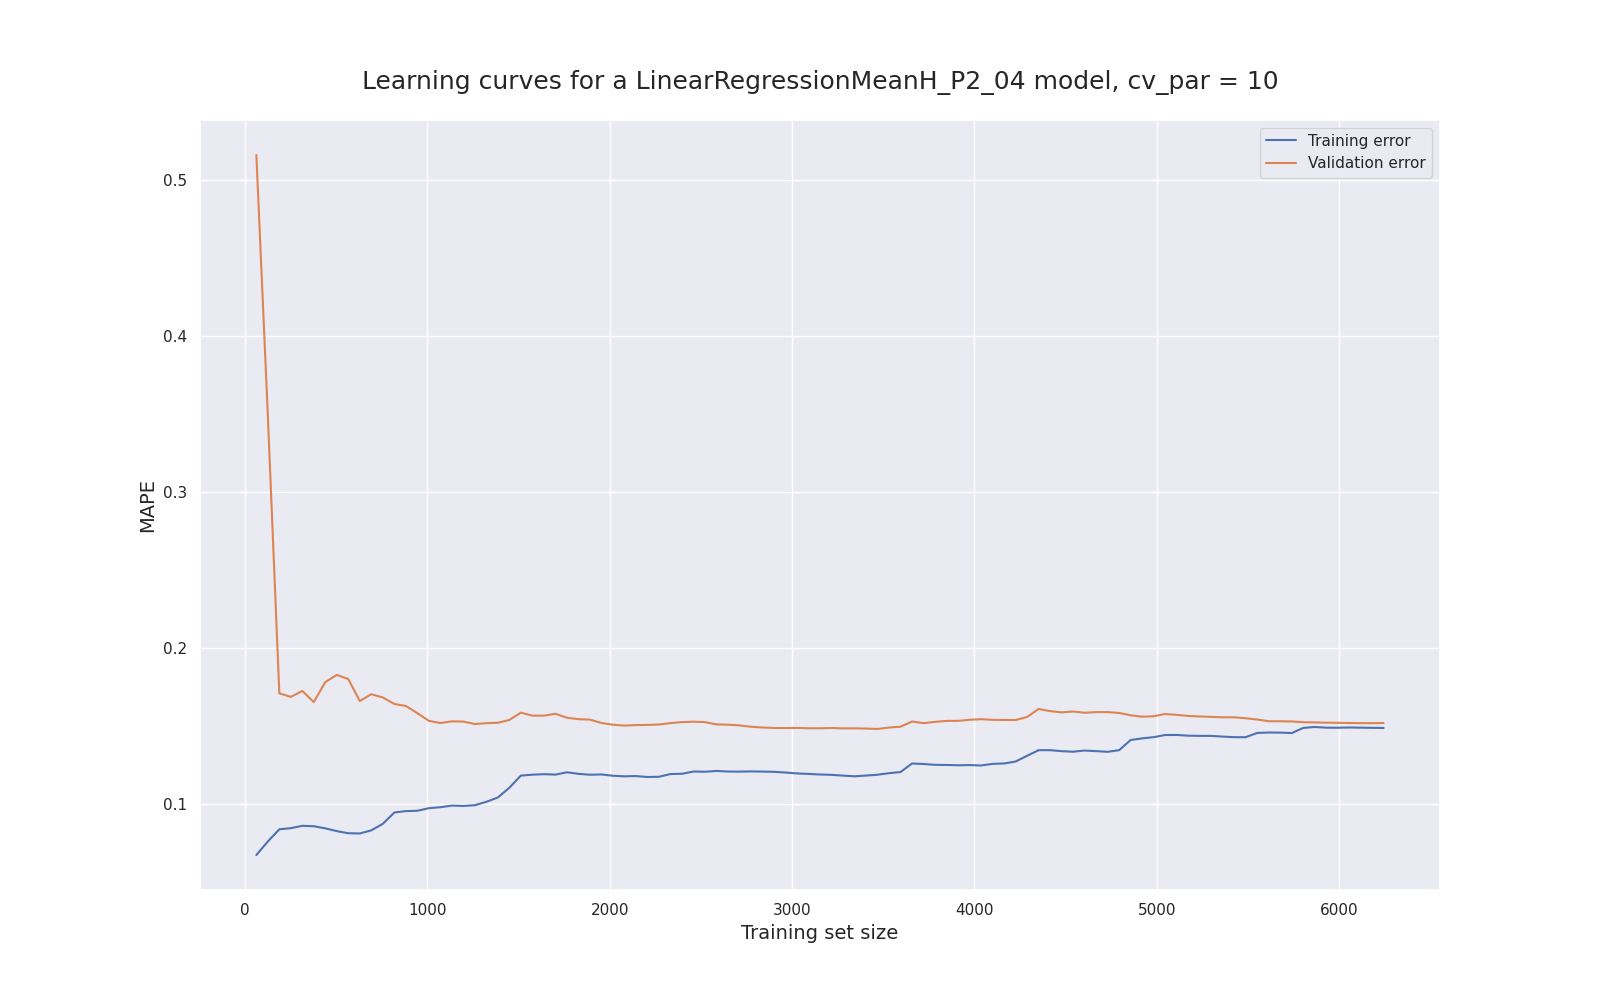 Learning curves for a LinearRegressionMeanH_P2_04 model, cv_par = 10
Training error
Validation error
0.5
0.4
0.3
0.2
0.1
MAPE
0 1000 2000 3000 4000 5000 6000
Training set size